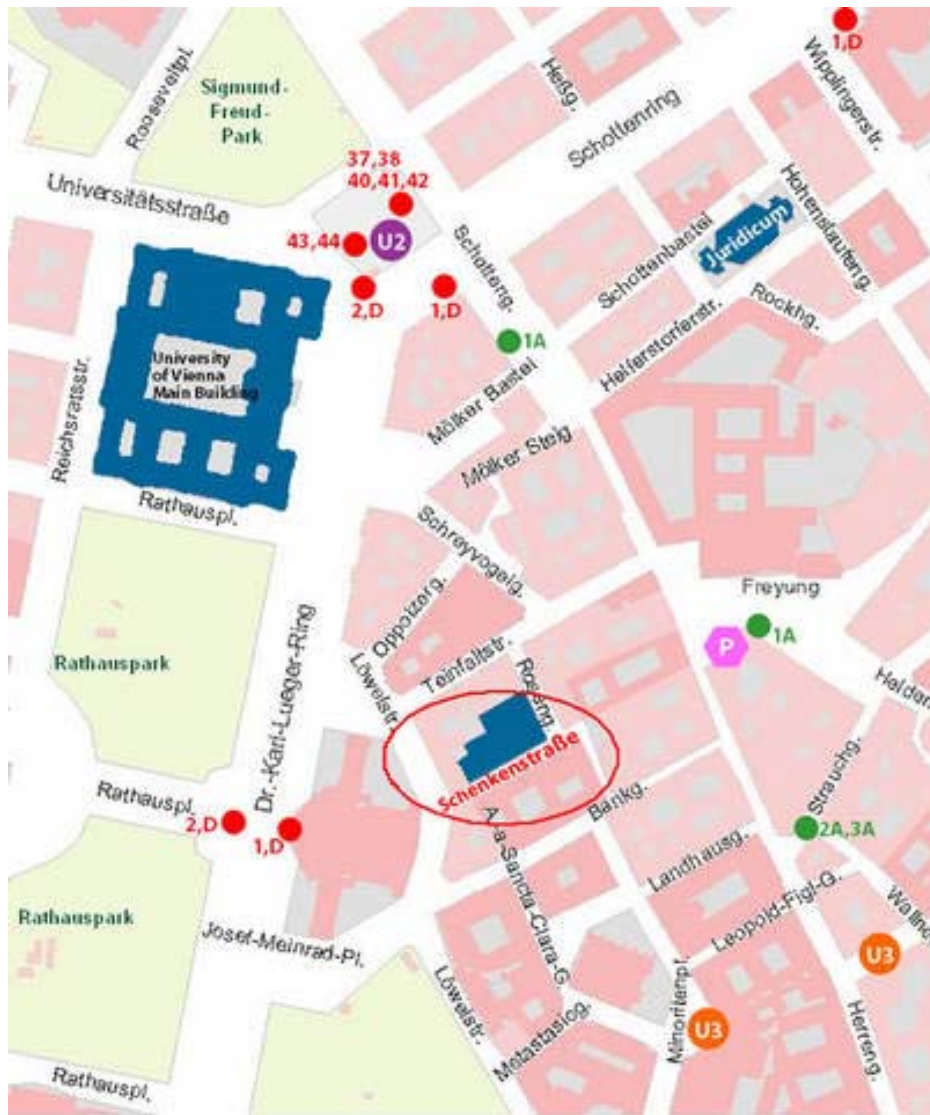 1,D
Wipplingerstr.
Rooseveltpl.
Sigmund-
Freud-
Park
Heßg.
Schottenring
37,38
40,41,42
Universitätsstraße
43,44
U2
Schotteng.
Schottenbastei
Juridicum
Hohenstaufeng.
2,D
1,D
Rockhg.
1A
Helferstorferstr.
University
of Vienna
Main Building
Mölker Bastei
Reichsratsstr.
Mölker Steig
Rathauspl.
Schreyvogelg.
Oppolzerg.
Freyung
1A
P
Teinfaltstr.
Rathauspark
Löwelstr.
Roseng.
Heiden
Dr.-Karl-Lueger-Ring
Schenkenstraße
Strauchg.
Rathauspl.
2,D
1,D
Bankg.
2A,3A
A.-a-Sancta-Clara-G.
Landhausg.
Leopold-Figl-G.
Wallne
Rathauspark
Josef-Meinrad-Pl.
U3
Löwelstr.
Minoritenpl.
U3
Metastasiog.
Herreng.
Rathauspl.